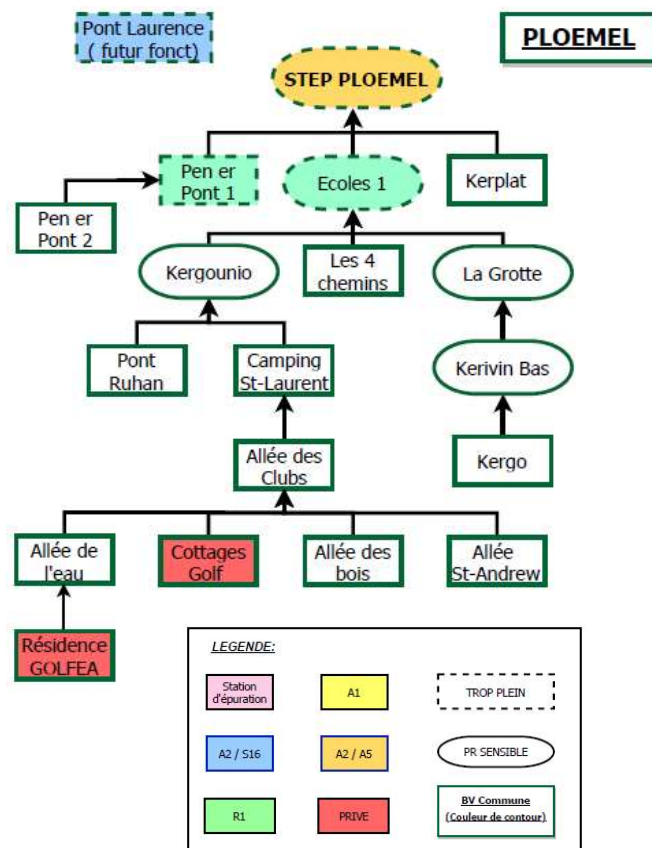 Pont Laurence
( futur fonct)
PLOEMEL
STEP PLOEMEL
Pen er
Pont 1
Ecoles 1
Kerplat
Pen er
Pont 2
Kergounio
Les 4
chemins
La Grotte
Pont
Ruhan
Camping
St-Laurent
Kerivin Bas
Allée des
Clubs
Kergo
Allée de
l'eau
Cottages
Golf
Allée des
bois
Allée
St-Andrew
Résidence
GOLFEA
LEGENDE:
Station
d'épuration
A1
TROP PLEIN
A2 / S16
A2 / A5
PR SENSIBLE
R1
PRIVE
BV Commune
(Couleur de contour)